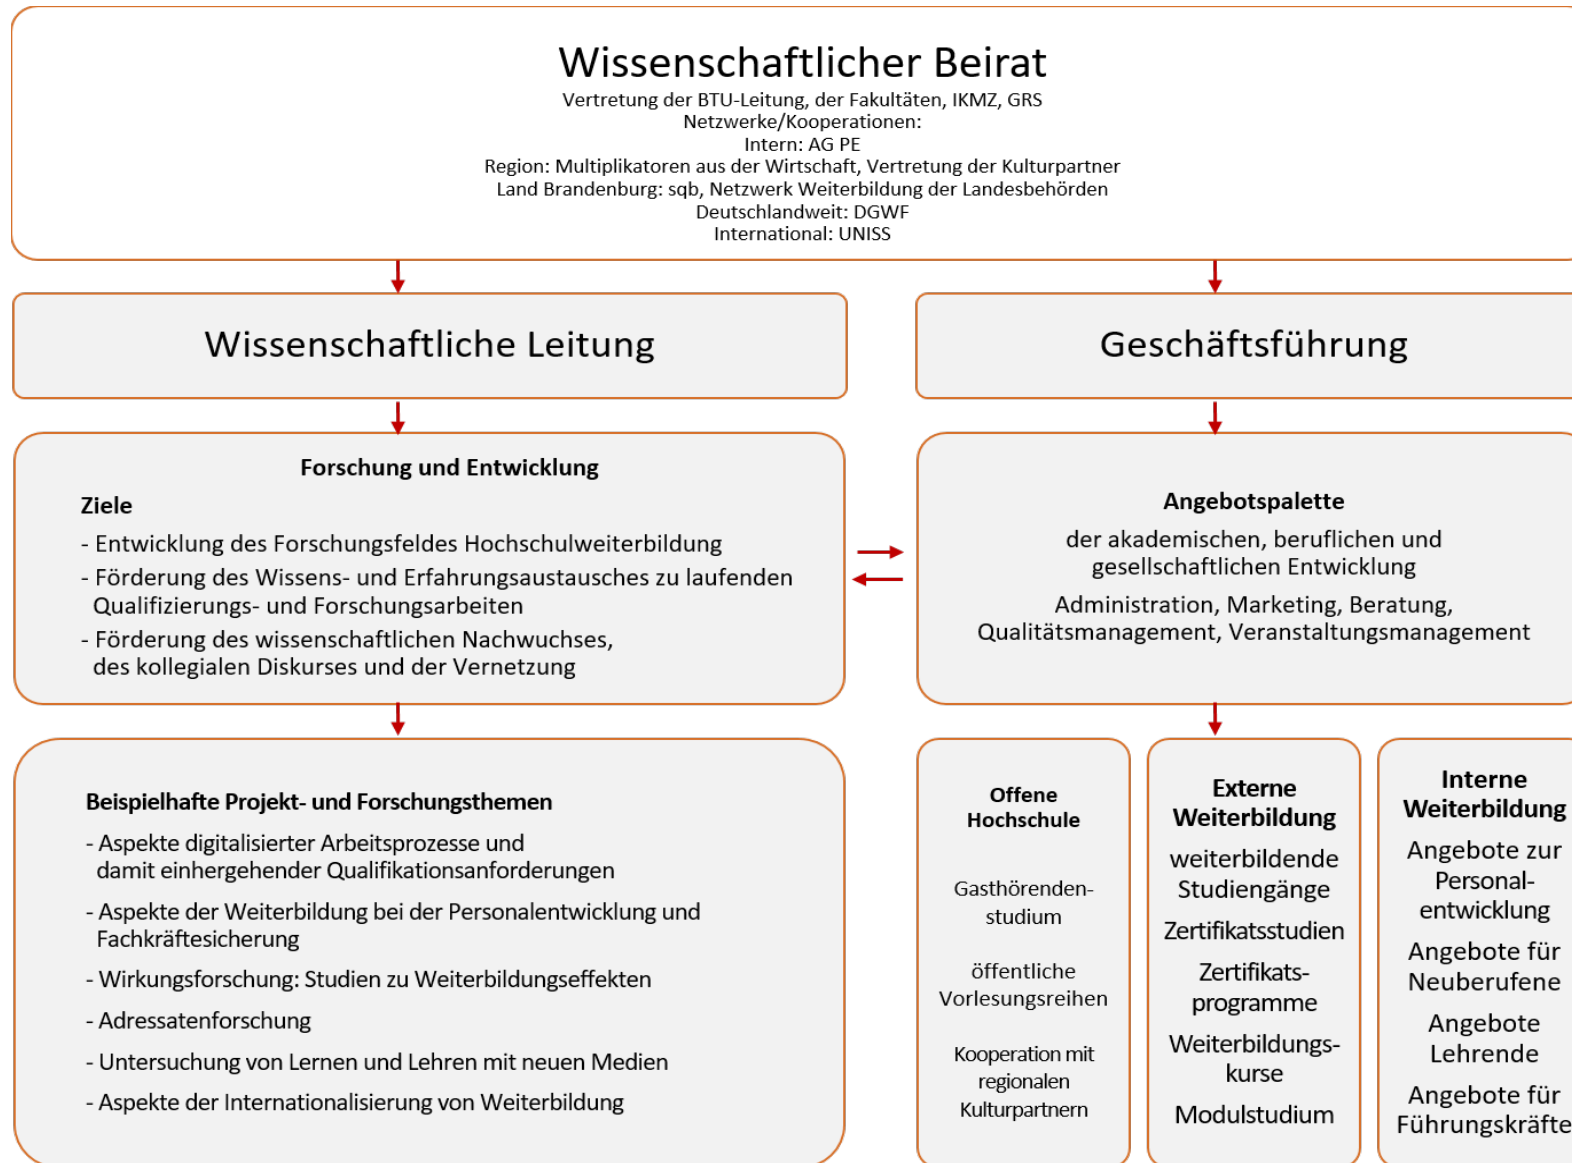 Wissenschaftlicher Beirat
Vertretung der BTU-Leitung, der Fakultäten, IKMZ, GRS
Netzwerke/Kooperationen:
Intern: AG PE
Region: Multiplikatoren aus der Wirtschaft, Vertretung der Kulturpartner
Land Brandenburg: sqb, Netzwerk Weiterbildung der Landesbehörden
Deutschlandweit: DGWF
International: UNISS
Wissenschaftliche Leitung
Geschäftsführung
Forschung und Entwicklung
Ziele
- Entwicklung des Forschungsfeldes Hochschulweiterbildung
- Förderung des Wissens- und Erfahrungsaustausches zu laufenden
Qualifizierungs- und Forschungsarbeiten
- Förderung des wissenschaftlichen Nachwuchses,
des kollegialen Diskurses und der Vernetzung
Angebotspalette
der akademischen, beruflichen und
gesellschaftlichen Entwicklung
Administration, Marketing, Beratung,
Qualitätsmanagement, Veranstaltungsmanagement
Beispielhafte Projekt- und Forschungsthemen
- Aspekte digitalisierter Arbeitsprozesse und
damit einhergehender Qualifikationsanforderungen
- Aspekte der Weiterbildung bei der Personalentwicklung und
Fachkräftesicherung
- Wirkungsforschung: Studien zu Weiterbildungseffekten
- Adressatenforschung
- Untersuchung von Lernen und Lehren mit neuen Medien
- Aspekte der Internationalisierung von Weiterbildung
Offene
Hochschule
Gasthörenden-
studium
öffentliche
Vorlesungsreihen
Kooperation mit
regionalen
Kulturpartnern
Externe
Weiterbildung
weiterbildende
Studiengänge
Zertifikatsstudien
Zertifikats-
programme
Weiterbildungs-
kurse
Modulstudium
Interne
Weiterbildung
Angebote zur
Personal-
entwicklung
Angebote für
Neuberufene
Angebote
Lehrende
Angebote für
Führungskräfte